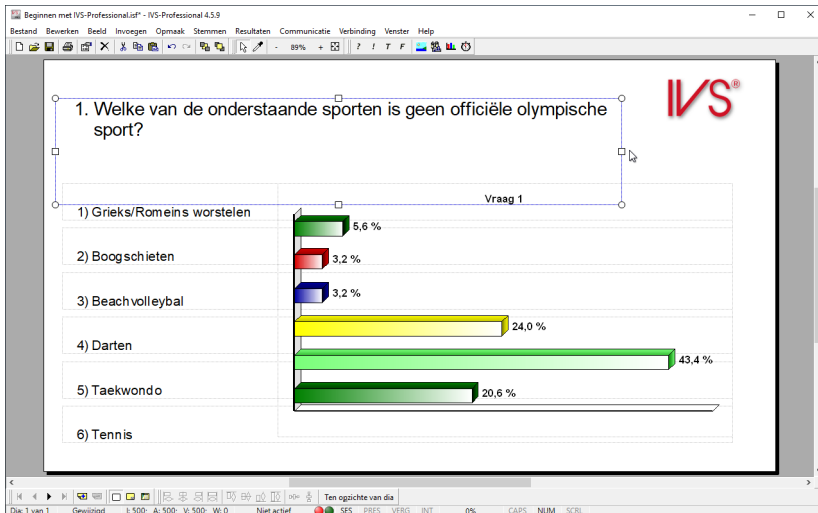 Beginnen met IVS-Professional.isf* - IVS-Professional 4.5.9
Bestand Bewerken Beeld Invoegen Opmaak Stemmen Resultaten Communicatie Verbinding Venster Help
- 89% + ? ! T F
IVS®
1. Welke van de onderstaande sporten is geen officiële olympische
sport?
Vraag 1
1) Grieks/Romeins worstelen
5,6 %
2) Boogschieten
3,2 %
3) Beachvolleybal
3,2 %
4) Darten
24,0 %
43,4 %
5) Taekwondo
20,6 %
6) Tennis
Ten opzichte van dia
Dia: 1 van 1 Gewijzigd I: 500: A: 500: V: 500: W: 0 Niet actief SES PRES VERG INT 0% CAPS NUM SCRL